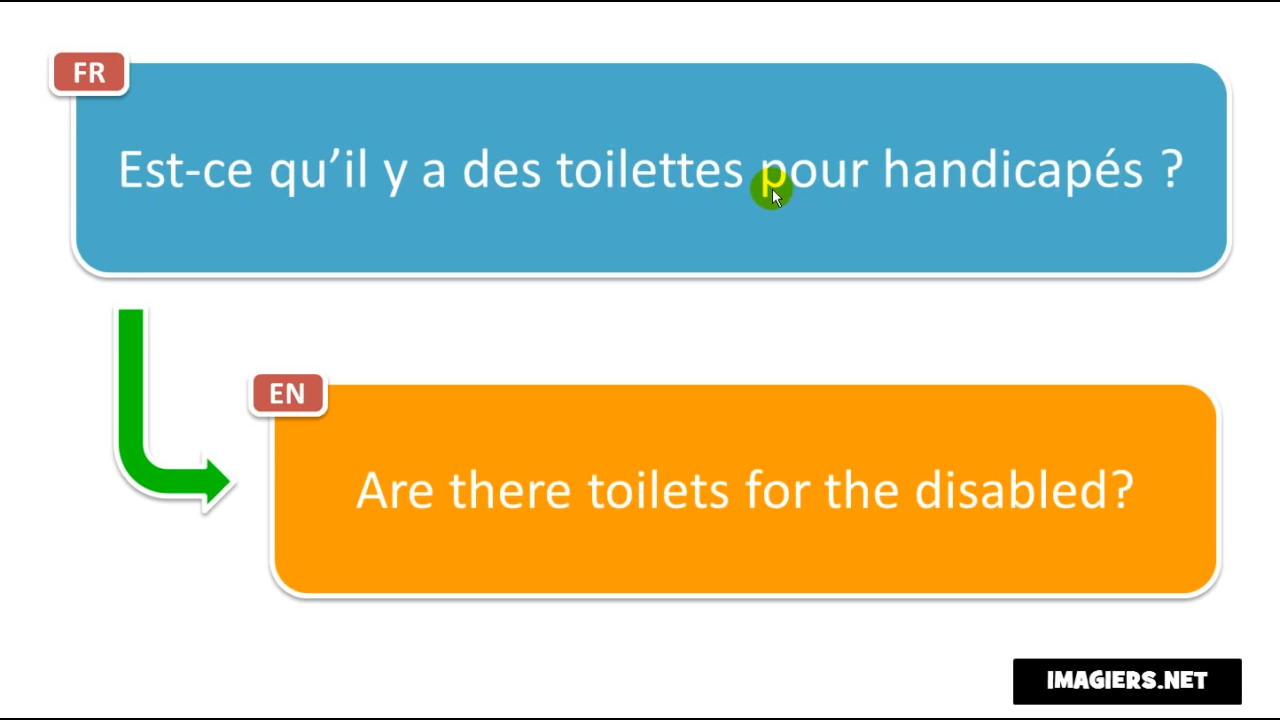 FR
Est-ce qu’il y a des toilettes pour handicapés ?
EN
Are there toilets for the disabled?
IMAGIERS.NET